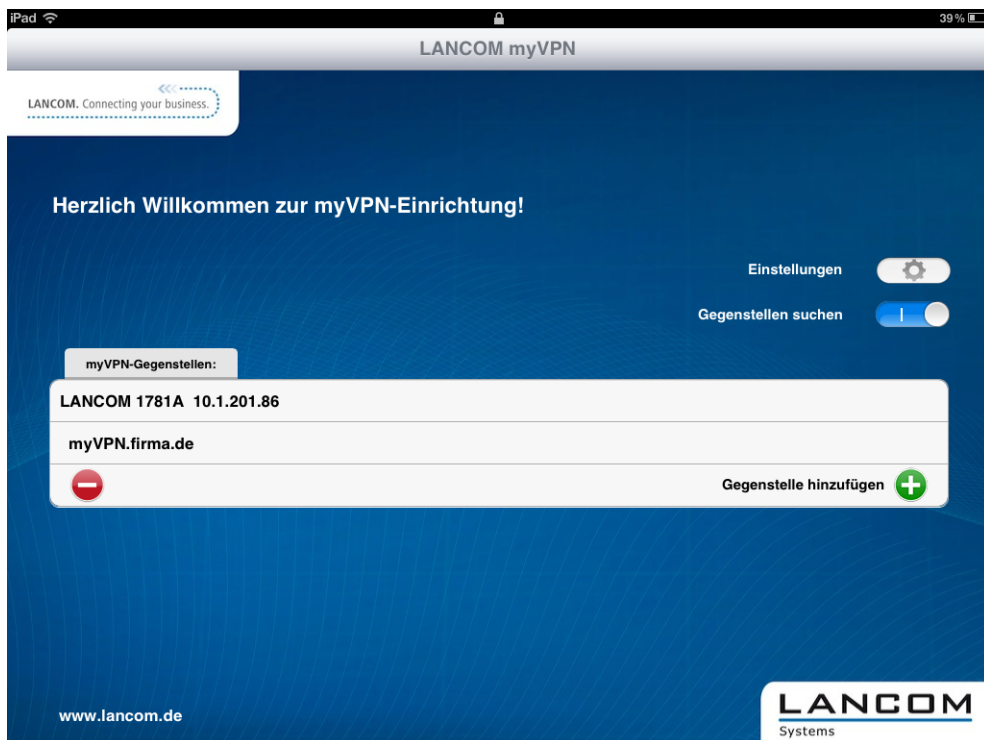 iPad 39 %
LANCOM myVPN
LANCOM. Connecting your business.
Herzlich Willkommen zur myVPN-Einrichtung!
Einstellungen
Gegenstellen suchen
myVPN-Gegenstellen:
LANCOM 1781A 10.1.201.86
myVPN.firma.de
Gegenstelle hinzufügen
www.lancom.de
LANCOM
Systems